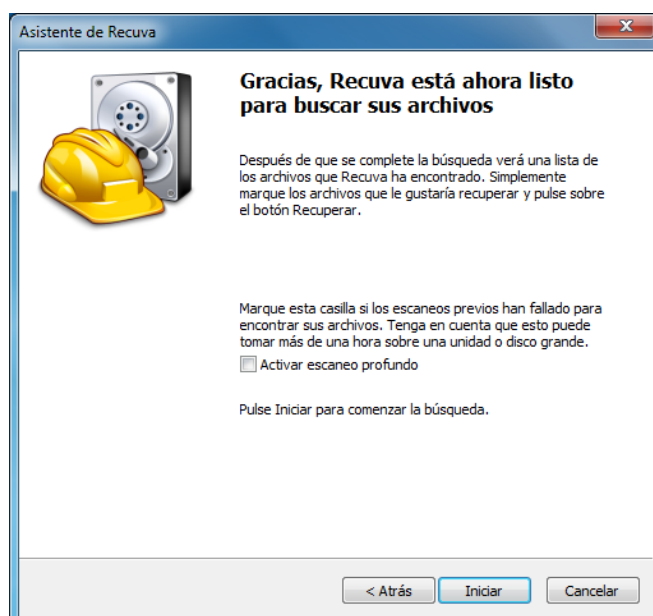 Asistente de Recuva
x
Gracias, Recuva está ahora listo
para buscar sus archivos
Después de que se complete la búsqueda verá una lista de
los archivos que Recuva ha encontrado. Simplemente
marque los archivos que le gustaría recuperar y pulse sobre
el botón Recuperar.
Marque esta casilla si los escaneos previos han fallado para
encontrar sus archivos. Tenga en cuenta que esto puede
tomar más de una hora sobre una unidad o disco grande.
Activar escaneo profundo
Pulse Iniciar para comenzar la búsqueda.
< Atrás Iniciar Cancelar